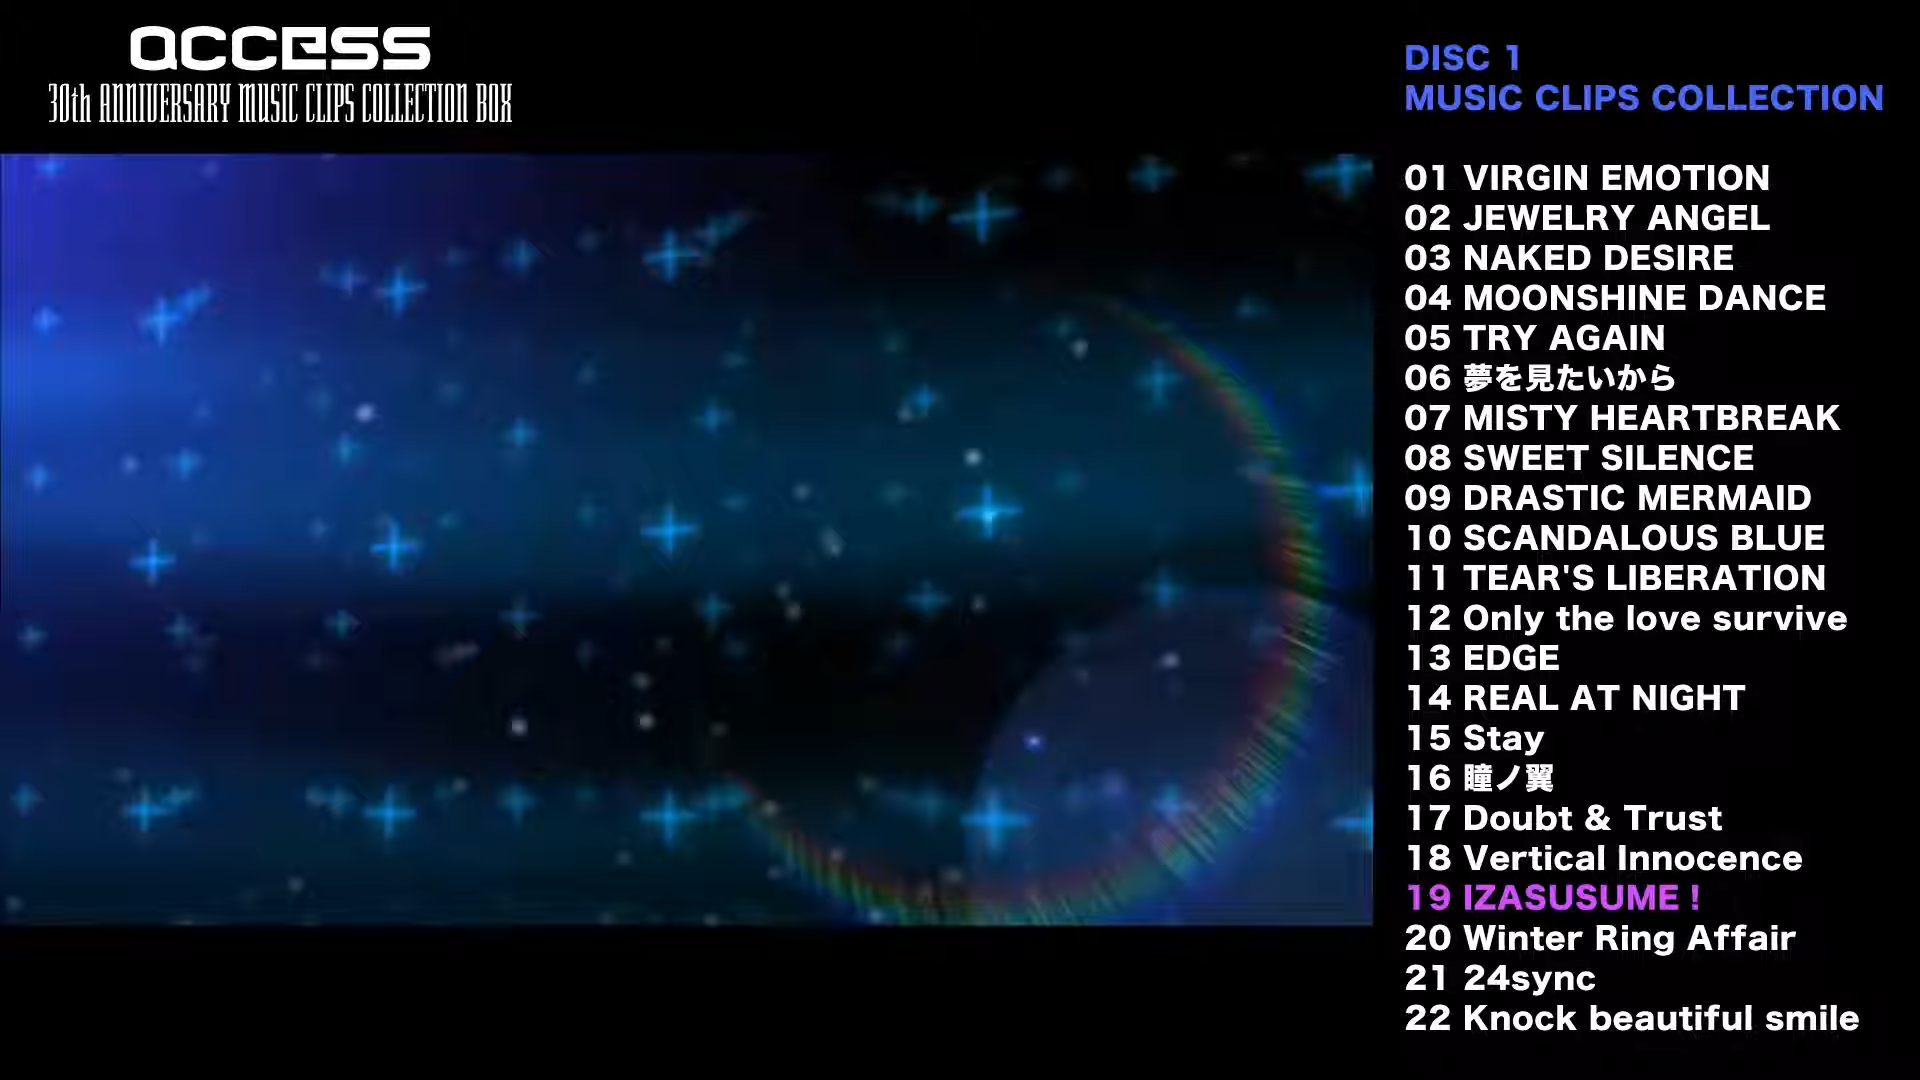 access
30th ANNIVERSARY MUSIC CLIPS COLLECTION BOX
DISC 1
MUSIC CLIPS COLLECTION
01 VIRGIN EMOTION
02 JEWELRY ANGEL
03 NAKED DESIRE
04 MOONSHINE DANCE
05 TRY AGAIN
06 夢を見たいから
07 MISTY HEARTBREAK
08 SWEET SILENCE
09 DRASTIC MERMAID
10 SCANDALOUS BLUE
11 TEAR'S LIBERATION
12 Only the love survive
13 EDGE
14 REAL AT NIGHT
15 Stay
16 瞳ノ翼
17 Doubt & Trust
18 Vertical Innocence
19 IZASUSUME !
20 Winter Ring Affair
21 24sync
22 Knock beautiful smile